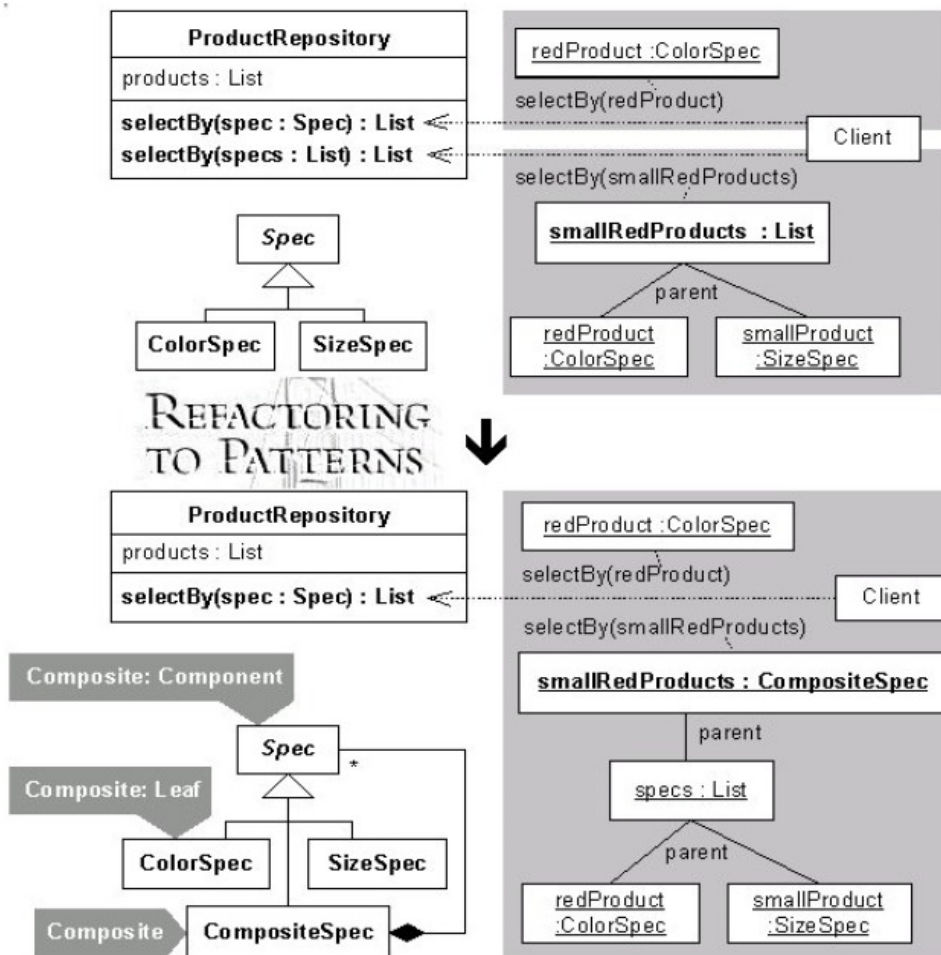 ProductRepository
products : List
selectBy(spec : Spec) : List
selectBy(specs : List) : List
redProduct :ColorSpec
selectBy(redProduct)
Client
selectBy(smallRedProducts)
smallRedProducts : List
parent
redProduct
:ColorSpec
smallProduct
:SizeSpec
Spec
ColorSpec
SizeSpec
REFACTORING
TO PATTERNS
ProductRepository
products : List
selectBy(spec : Spec) : List
redProduct :ColorSpec
selectBy(redProduct)
Client
selectBy(smallRedProducts)
smallRedProducts : CompositeSpec
parent
specs : List
parent
redProduct
:ColorSpec
smallProduct
:SizeSpec
Composite: Component
Spec
*
Composite: Leaf
ColorSpec
SizeSpec
Composite
CompositeSpec